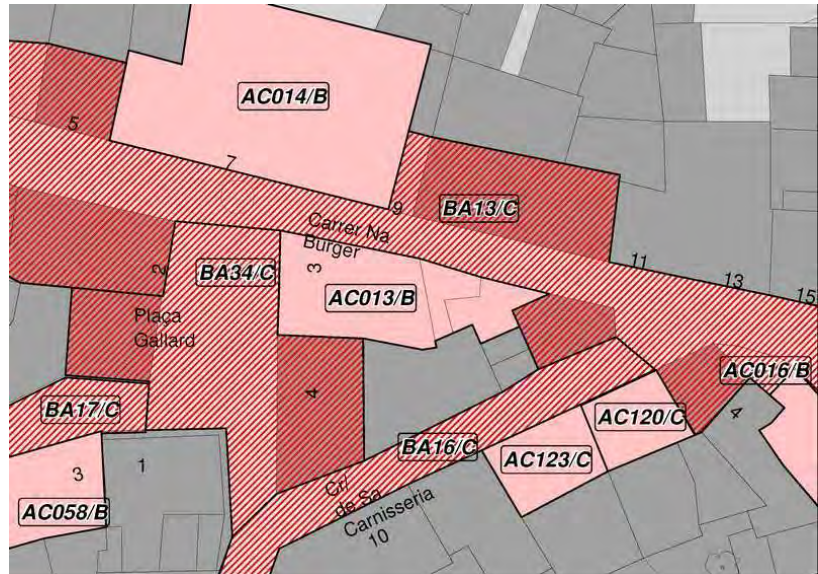 AC014/B
5
7
9
BA13/C
Carrer Na
Burger
11
13
15
2
BA34/C
3
AC013/B
Plaça
Gallard
4
AC016/B
BA17/C
4
AC120/C
BA16/C
AC123/C
3
1
AC058/B
Cr/
de Sa
Carnisseria
10